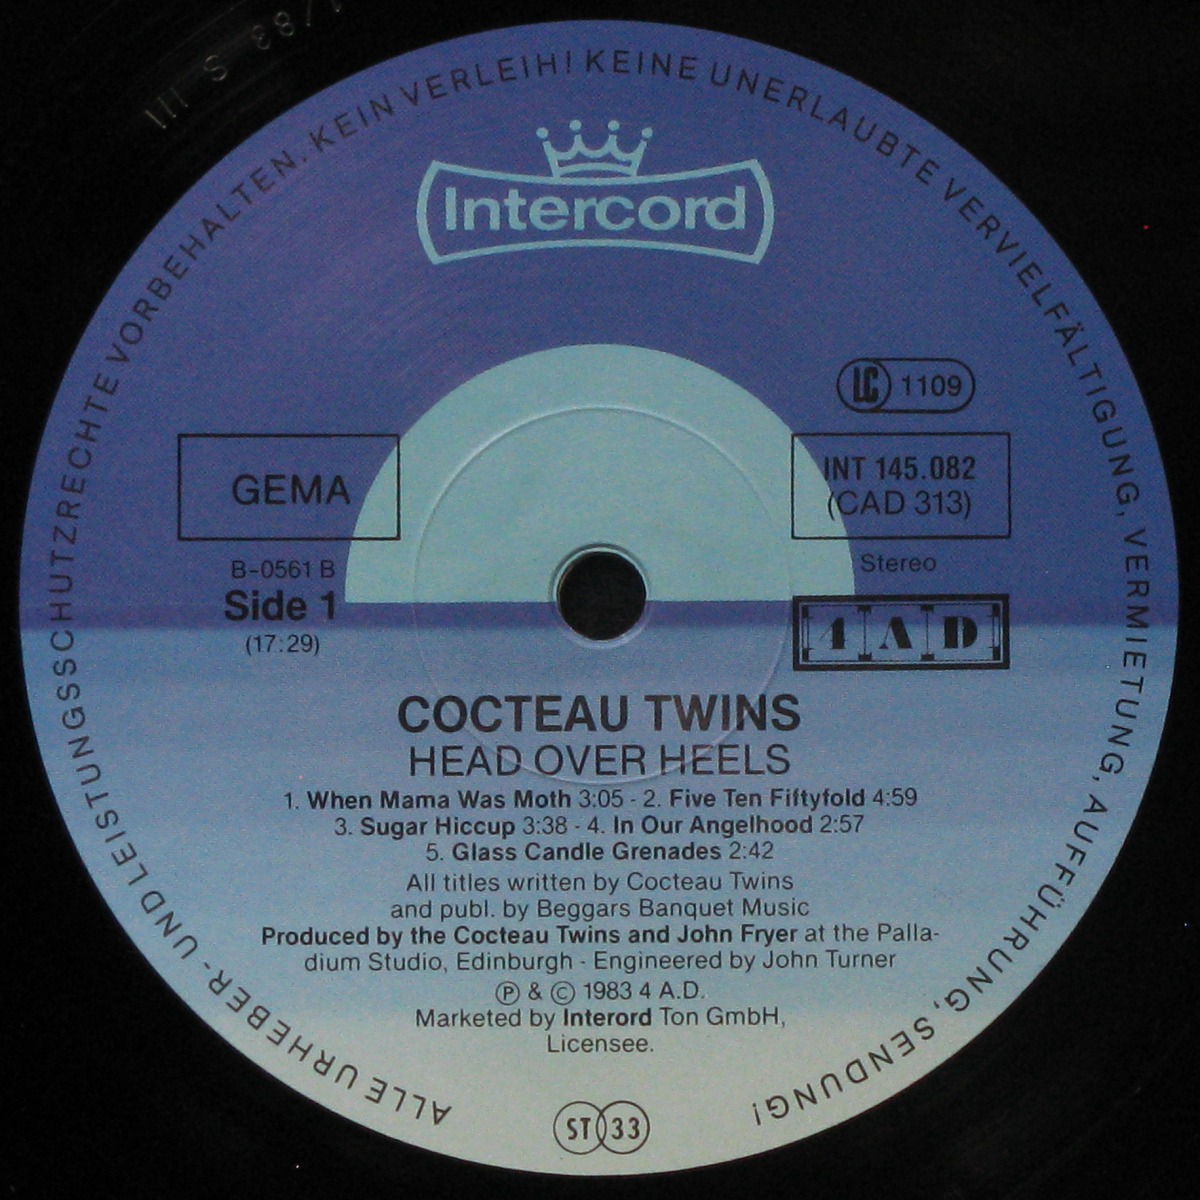 III S 83/1
ALLE URHEBER- UND LEISTUNGSSCHUTZRECHTE VORBEHALTEN. KEIN VERLEIH! KEINE UNERLAUBTE VERVIELFÄLTIGUNG, VERMIETUNG, AUFFÜHRUNG, SENDUNG!
Intercord
LC 1109
GEMA
INT 145.082
(CAD 313)
B-0561 B
Side 1
(17:29)
Stereo
4AD
COCTEAU TWINS
HEAD OVER HEELS
1. When Mama Was Moth 3:05 - 2. Five Ten Fiftyfold 4:59
3. Sugar Hiccup 3:38 - 4. In Our Angelhood 2:57
5. Glass Candle Grenades 2:42
All titles written by Cocteau Twins
and publ. by Beggars Banquet Music
Produced by the Cocteau Twins and John Fryer at the Palla-
dium Studio, Edinburgh - Engineered by John Turner
Ⓟ & © 1983 4 A.D.
Marketed by Interord Ton GmbH,
Licensee.
ST 33